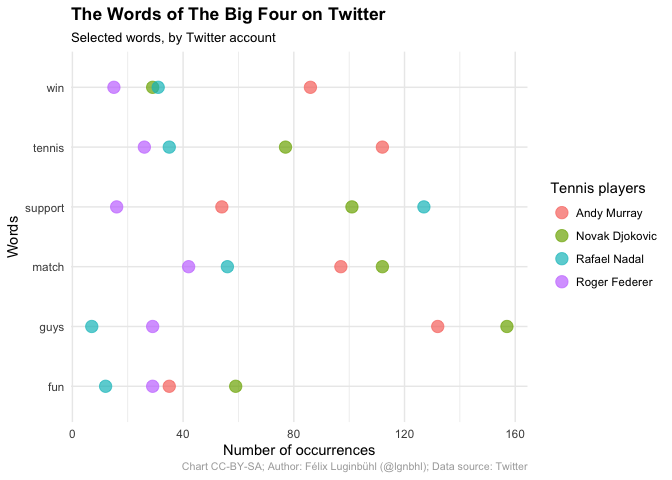 The Words of The Big Four on Twitter
Selected words, by Twitter account
win
tennis
support
match
guys
fun
Words
0 40 80 120 160
Number of occurrences
Tennis players
Andy Murray
Novak Djokovic
Rafael Nadal
Roger Federer
Chart CC-BY-SA; Author: Félix Luginbühl (@lgnbhl); Data source: Twitter